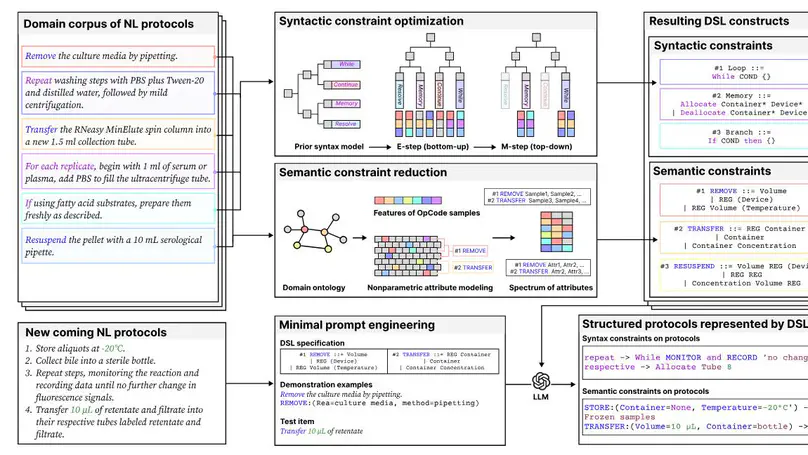 Domain corpus of NL protocols
Remove the culture media by pipetting.
Repeat washing steps with PBS plus Tween-20
and distilled water, followed by mild
centrifugation.
Transfer the RNeasy MinElute spin column into
a new 1.5 ml collection tube.
For each replicate, begin with 1 ml of serum or
plasma, add PBS to fill the ultracentrifuge tube.
If using fatty acid substrates, prepare them
freshly as described.
Resuspend the pellet with a 10 mL serological
pipette.
Syntactic constraint optimization
While
Continue
Memory
Resolve
Resolve
Memory
Continue
While
Resolve
Memory
Continue
While
Prior syntax model
E-step (bottom-up)
M-step (top-down)
Semantic constraint reduction
Features of OpCode samples
#1 REMOVE
#2 TRANSFER
#1 REMOVE Sample1, Sample2, ...
#2 TRANSFER Sample3, Sample4, ...
#1 REMOVE Attr1, Attr2, ...
#2 TRANSFER Attr2, Attr3, ...
Domain ontology
Nonparametric attribute modeling
Spectrum of attributes
Resulting DSL constructs
Syntactic constraints
#1 Loop ::=
While COND {}
#2 Memory ::=
Allocate Container* Device*
| Deallocate Container* Device
#3 Branch ::=
If COND then {}
Semantic constraints
#1 REMOVE ::= Volume
| REG (Device)
| REG Volume (Temperature)
#2 TRANSFER ::= REG Container
| Container
| Container Concentration
#3 RESUSPEND ::= Volume REG (Devi
| REG REG
| Concentration Volume REG
New coming NL protocols
1. Store aliquots at -20°C.
2. Collect bile into a sterile bottle.
3. Repeat steps, monitoring the reaction and
recording data until no further change in
fluorescence signals.
4. Transfer 10 µL of retentate and filtrate into
their respective tubes labeled retentate and
filtrate.
Minimal prompt engineering
DSL specification
#1 REMOVE ::= Volume
| REG (Device)
| REG Volume (Temperature)
#2 TRANSFER ::= REG Container
| Container
| Container Concentration
Demonstration examples
Remove the culture media by pipetting.
REMOVE:(Rea=culture media, method=pipetting)
Test item
Transfer 10 µL of retentate
LLM
Structured protocols represented by DSL
Syntax constraints on protocols
repeat -> While MONITOR and RECORD 'no chang
respective -> Allocate Tube 8
Semantic constraints on protocols
STORE:(Container=None, Temperature=-20°C') -
Frozen samples
TRANSFER:(Volume=10 µL, Container=bottle) ->